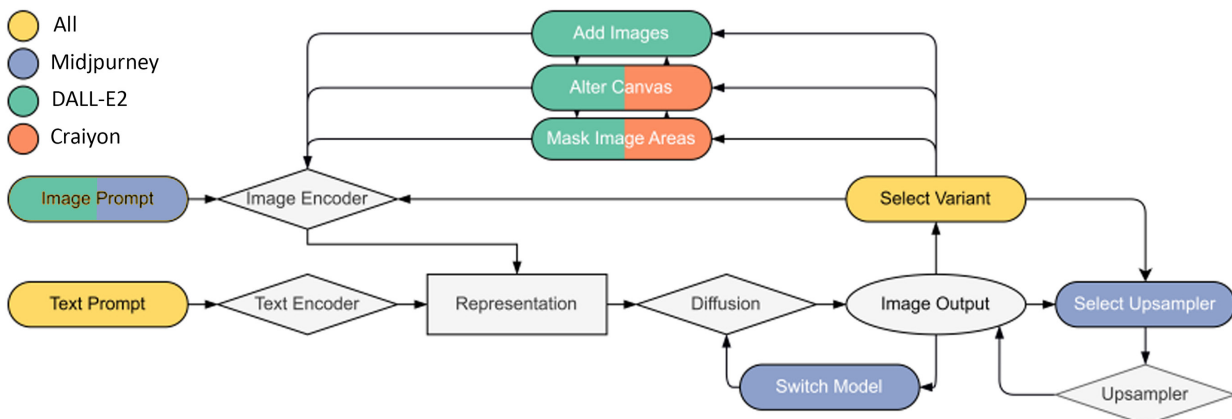 All
Midjpurney
DALL-E2
Craiyon
Add Images
Alter Canvas
Mask Image Areas
Image Prompt
Image Encoder
Select Variant
Text Prompt
Text Encoder
Representation
Diffusion
Image Output
Select Upsampler
Switch Model
Upsampler